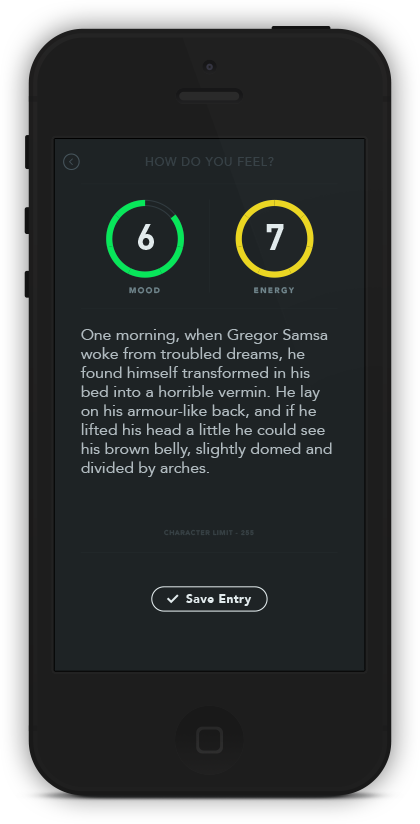 HOW DO YOU FEEL?
6 7
MOOD ENERGY
One morning, when Gregor Samsa
woke from troubled dreams, he
found himself transformed in his
bed into a horrible vermin. He lay
on his armour-like back, and if he
lifted his head a little he could see
his brown belly, slightly domed and
divided by arches.
CHARACTER LIMIT -
Save Entry